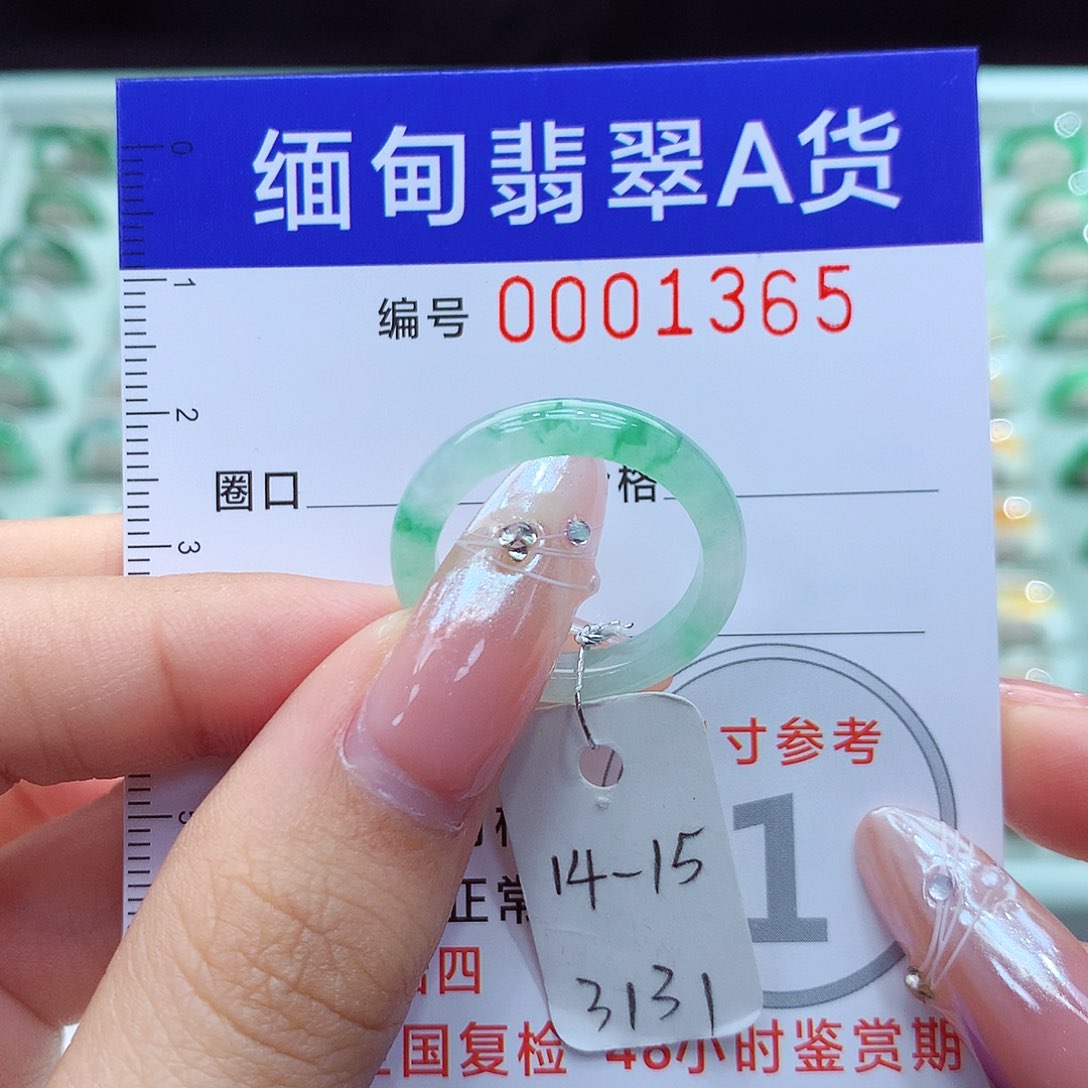 缅甸翡翠A货
编号 0001365
0
1
2
圈口
格
3
寸参考
1
14-15
正常
四
3131
国复检 48小时鉴赏期